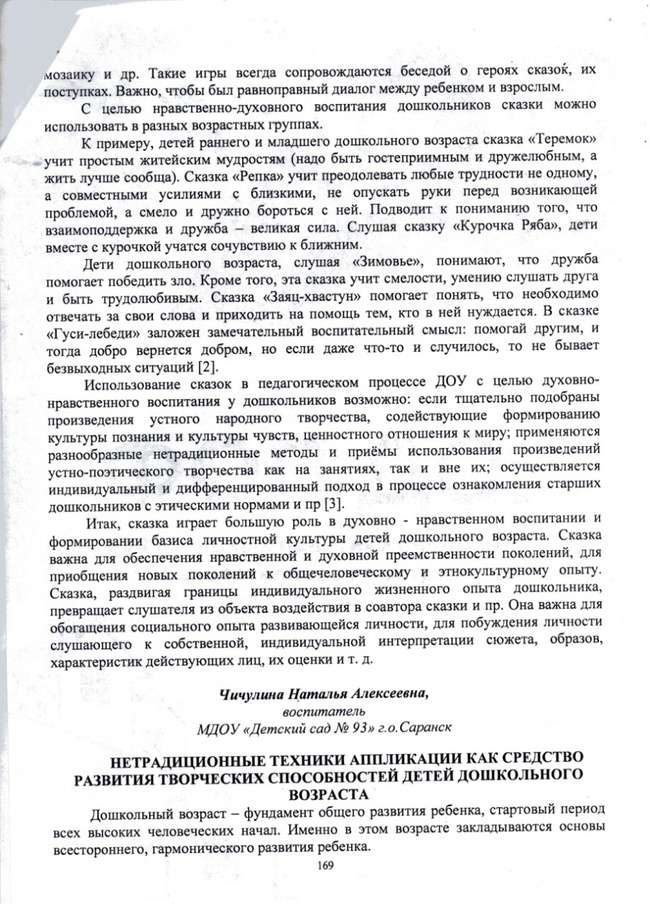 мозаику и др. Такие игры всегда сопровождаются беседой о героях сказок, их
поступках. Важно, чтобы был равноправный диалог между ребенком и взрослым.
С целью нравственно-духовного воспитания дошкольников сказки можно
использовать в разных возрастных группах.
К примеру, детей раннего и младшего дошкольного возраста сказка «Теремок»
учит простым житейским мудростям (надо быть гостеприимным и дружелюбным, а
жить лучше сообща). Сказка «Репка» учит преодолевать любые трудности не одному,
а совместными усилиями с близкими, не опускать руки перед возникающей
проблемой, а смело и дружно бороться с ней. Подводит к пониманию того, что
взаимоподдержка и дружба – великая сила. Слушая сказку «Курочка Ряба», дети
вместе с курочкой учатся сочувствию к ближним.
Дети дошкольного возраста, слушая «Зимовье», понимают, что дружба
помогает победить зло. Кроме того, эта сказка учит смелости, умению слушать друга
и быть трудолюбивым. Сказка «Заяц-хвастун» помогает понять, что необходимо
отвечать за свои слова и приходить на помощь тем, кто в ней нуждается. В сказке
«Гуси-лебеди» заложен замечательный воспитательный смысл: помогай другим, и
тогда добро вернется добром, но если даже что-то и случилось, то не бывает
безвыходных ситуаций [2].
Использование сказок в педагогическом процессе ДОУ с целью духовно-
нравственного воспитания у дошкольников возможно: если тщательно подобраны
произведения устного народного творчества, содействующие формированию
культуры познания и культуры чувств, ценностного отношения к миру; применяются
разнообразные нетрадиционные методы и приёмы использования произведений
устно-поэтического творчества как на занятиях, так и вне их; осуществляется
индивидуальный и дифференцированный подход в процессе ознакомления старших
дошкольников с этическими нормами и пр [3].
Итак, сказка играет большую роль в духовно - нравственном воспитании и
формировании базиса личностной культуры детей дошкольного возраста. Сказка
важна для обеспечения нравственной и духовной преемственности поколений, для
приобщения новых поколений к общечеловеческому и этнокультурному опыту.
Сказка, раздвигая границы индивидуального жизненного опыта дошкольника,
превращает слушателя из объекта воздействия в соавтора сказки и пр. Она важна для
обогащения социального опыта развивающейся личности, для побуждения личности
слушающего к собственной, индивидуальной интерпретации сюжета, образов,
характеристик действующих лиц, их оценки и т. д.
Чичулина Наталья Алексеевна,
воспитатель
МДОУ «Детский сад № 93» г.о.Саранск
НЕТРАДИЦИОННЫЕ ТЕХНИКИ АППЛИКАЦИИ КАК СРЕДСТВО
РАЗВИТИЯ ТВОРЧЕСКИХ СПОСОБНОСТЕЙ ДЕТЕЙ ДОШКОЛЬНОГО
ВОЗРАСТА
Дошкольный возраст – фундамент общего развития ребенка, стартовый период
всех высоких человеческих начал. Именно в этом возрасте закладываются основы
всестороннего, гармонического развития ребенка.
169